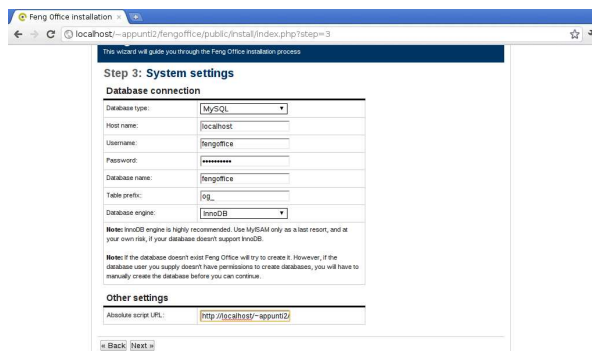 Feng Office installation
localhost/~appunti2/fengoffice/public/install/index.php?step=3
This wizard will guide you through the Feng Office installation process
Step 3: System settings
Database connection
Database type:
MySQL
Host name:
localhost
Username:
fengoffice
Password:
••••••••••
Database name:
fengoffice
Table prefix:
og_
Database engine:
InnoDB
Note: InnoDB engine is highly recommended. Use MyISAM only as a last resort, and at
your own risk, if your database doesn't support InnoDB.
Note: If the database doesn't exist Feng Office will try to create it. However, if the
database user you supply doesn't have permissions to create databases, you will have to
manually create the database before you can continue.
Other settings
Absolute script URL:
http://localhost/~appunti2/
« Back Next »